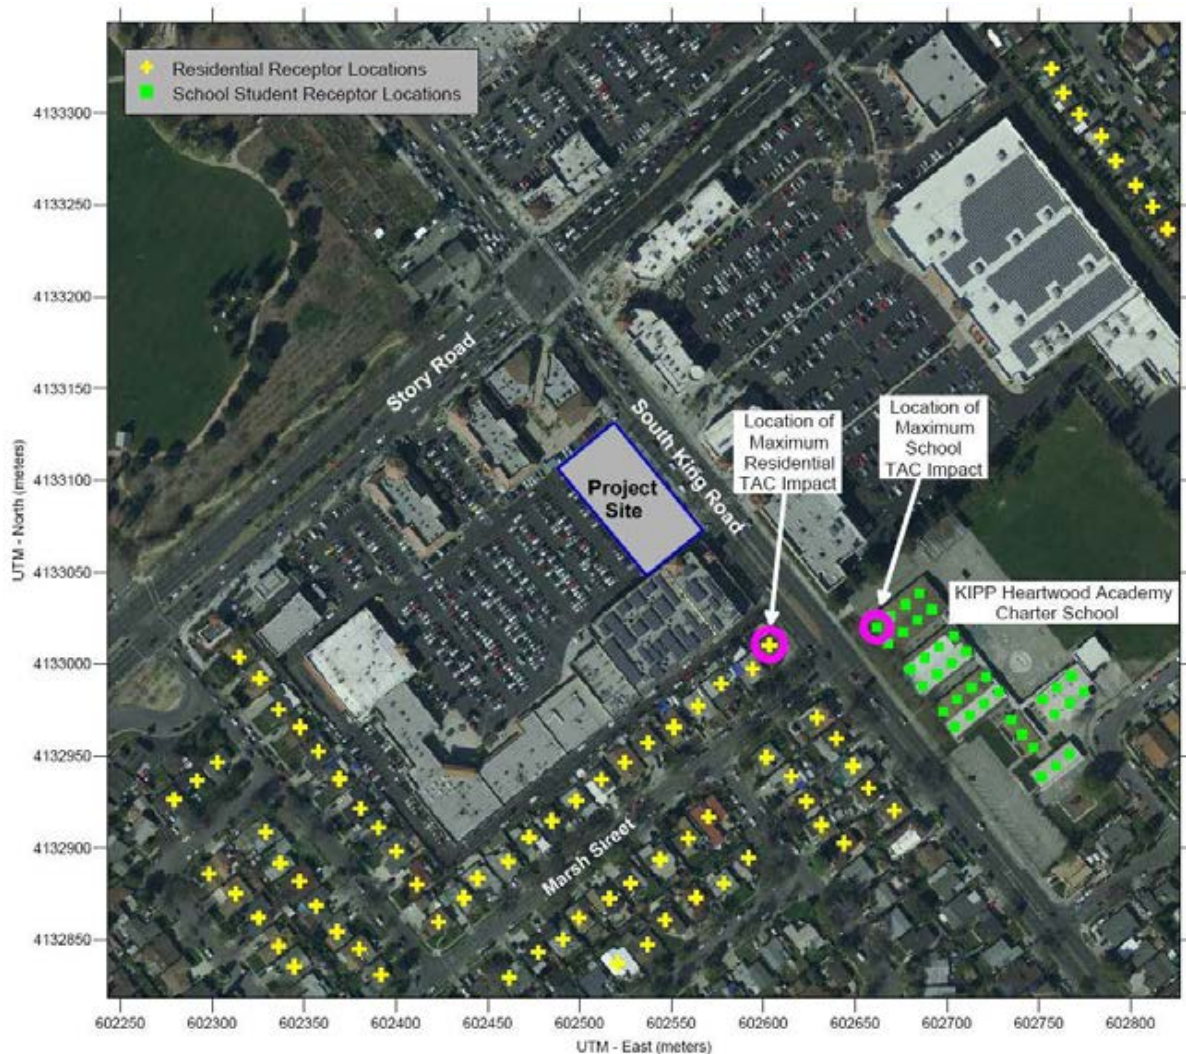 Residential Receptor Locations
School Student Receptor Locations
4133300
4133250
4133200
4133150
4133100
4133050
4133000
4132950
4132900
4132850
UTM - North (meters)
Story Road
South King Road
Project
Site
Location of
Maximum
Residential
TAC Impact
Location of
Maximum
School
TAC Impact
KIPP Heartwood Academy
Charter School
Marsh Street
602250
602300
602350
602400
602450
602500
602550
602600
602650
602700
602750
602800
UTM - East (meters)